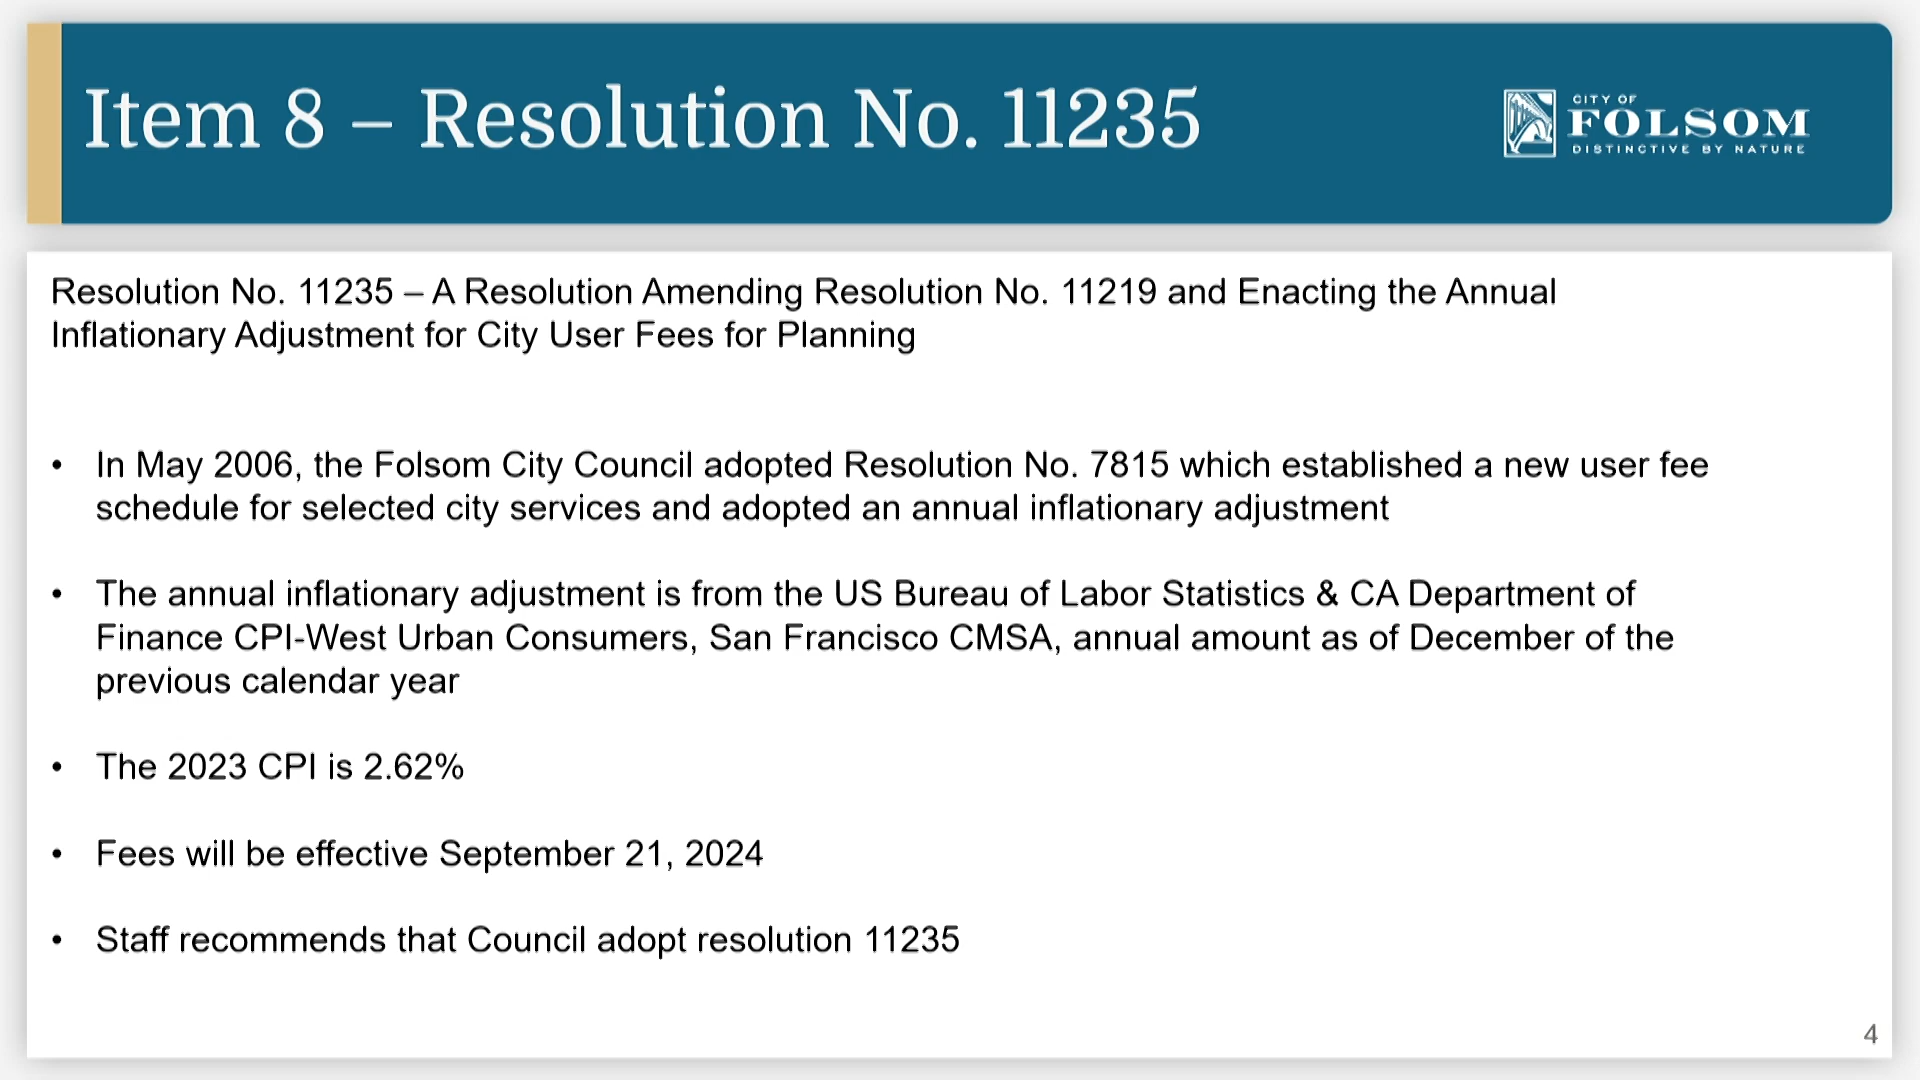 Item 8 – Resolution No. 11235
CITY OF
FOLSOM
DISTINCTIVE BY NATURE
Resolution No. 11235 – A Resolution Amending Resolution No. 11219 and Enacting the Annual
Inflationary Adjustment for City User Fees for Planning
• In May 2006, the Folsom City Council adopted Resolution No. 7815 which established a new user fee
schedule for selected city services and adopted an annual inflationary adjustment
• The annual inflationary adjustment is from the US Bureau of Labor Statistics & CA Department of
Finance CPI-West Urban Consumers, San Francisco CMSA, annual amount as of December of the
previous calendar year
• The 2023 CPI is 2.62%
• Fees will be effective September 21, 2024
• Staff recommends that Council adopt resolution 11235
4